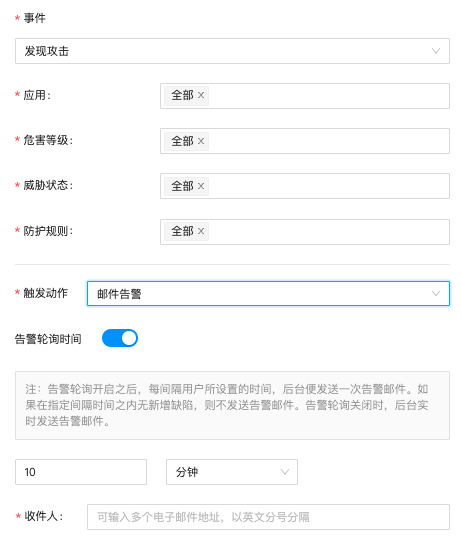 * 事件
发现攻击
* 应用： 全部 x
* 危害等级： 全部 x
* 威胁状态： 全部 x
* 防护规则： 全部 x
* 触发动作 邮件告警
告警轮询时间
注：告警轮询开启之后，每间隔用户所设置的时间，后台便发送一次告警邮件。如
果在指定间隔时间之内无新增缺陷，则不发送告警邮件。告警轮询关闭时，后台实
时发送告警邮件。
10 分钟
* 收件人： 可输入多个电子邮件地址，以英文分号分隔